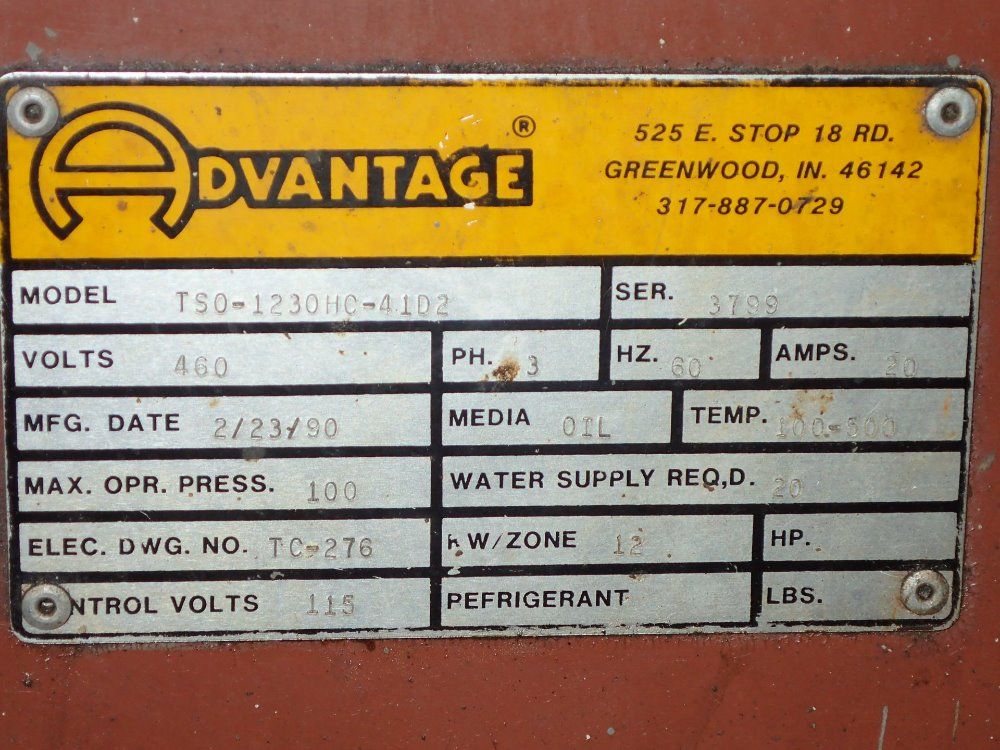 ADVANTAGE ®
525 E. STOP 18 RD.
GREENWOOD, IN. 46142
317-887-0729
MODEL TSO-1230HC-41D2 SER. 3799
VOLTS 460 PH. 3 HZ. 60 AMPS. 20
MFG. DATE 2/23/90 MEDIA OIL TEMP. 100-500
MAX. OPR. PRESS. 100 WATER SUPPLY REQ,D. 20
ELEC. DWG. NO. TC-276 KW/ZONE 12 HP.
CONTROL VOLTS 115 REFRIGERANT LBS.